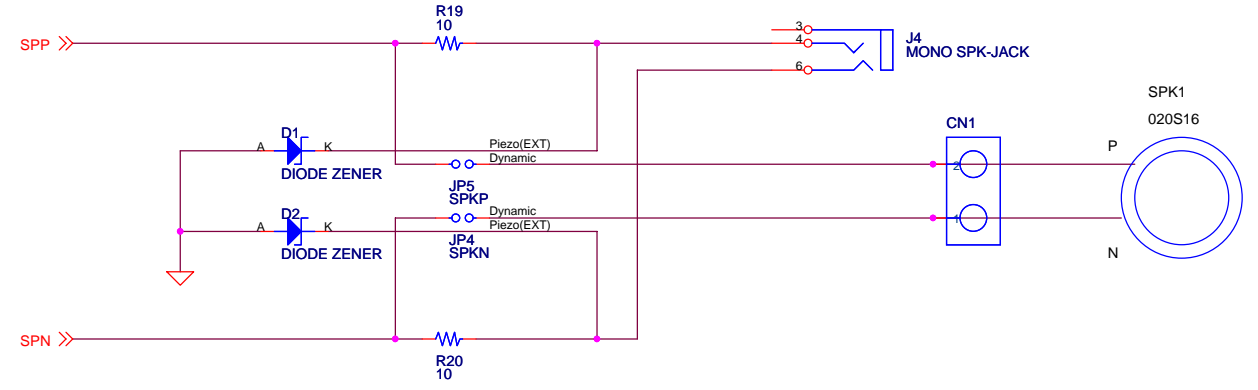 R19
10
SPP
3
4
J4
MONO SPK-JACK
6
SPK1
020S16
CN1
D1
A
K
Piezo(EXT)
P
Dynamic
2
DIODE ZENER
JP5
SPKP
D2
Dynamic
1
A
K
Piezo(EXT)
DIODE ZENER
JP4
SPKN
N
SPN
R20
10